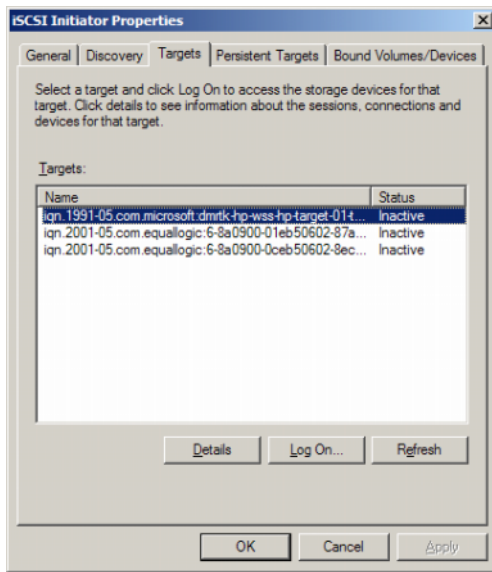 iSCSI Initiator Properties
General Discovery Targets Persistent Targets Bound Volumes/Devices
Select a target and click Log On to access the storage devices for that
target. Click details to see information about the sessions, connections and
devices for that target.
Targets:
Name Status
iqn.1991-05.com.microsoft:dmrtk-hp-wss-hp-target-01-t... Inactive
iqn.2001-05.com.equallogic:6-8a0900-01eb50602-87a... Inactive
iqn.2001-05.com.equallogic:6-8a0900-0ceb50602-8ec... Inactive
Details Log On... Refresh
OK Cancel Apply